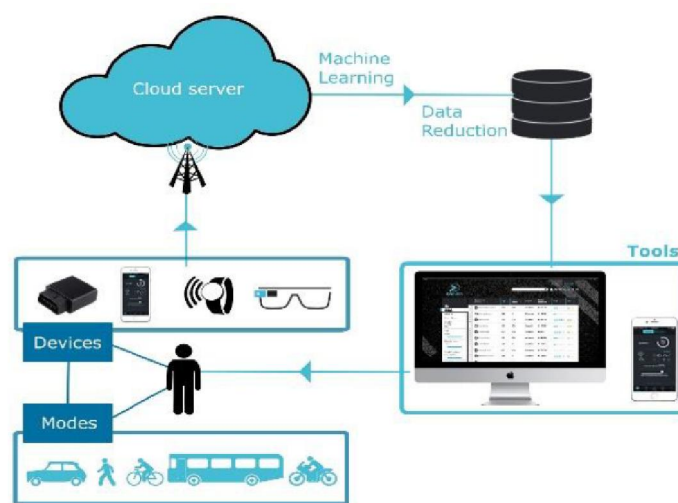 Cloud server
Machine
Learning
Data
Reduction
Tools
Devices
Modes